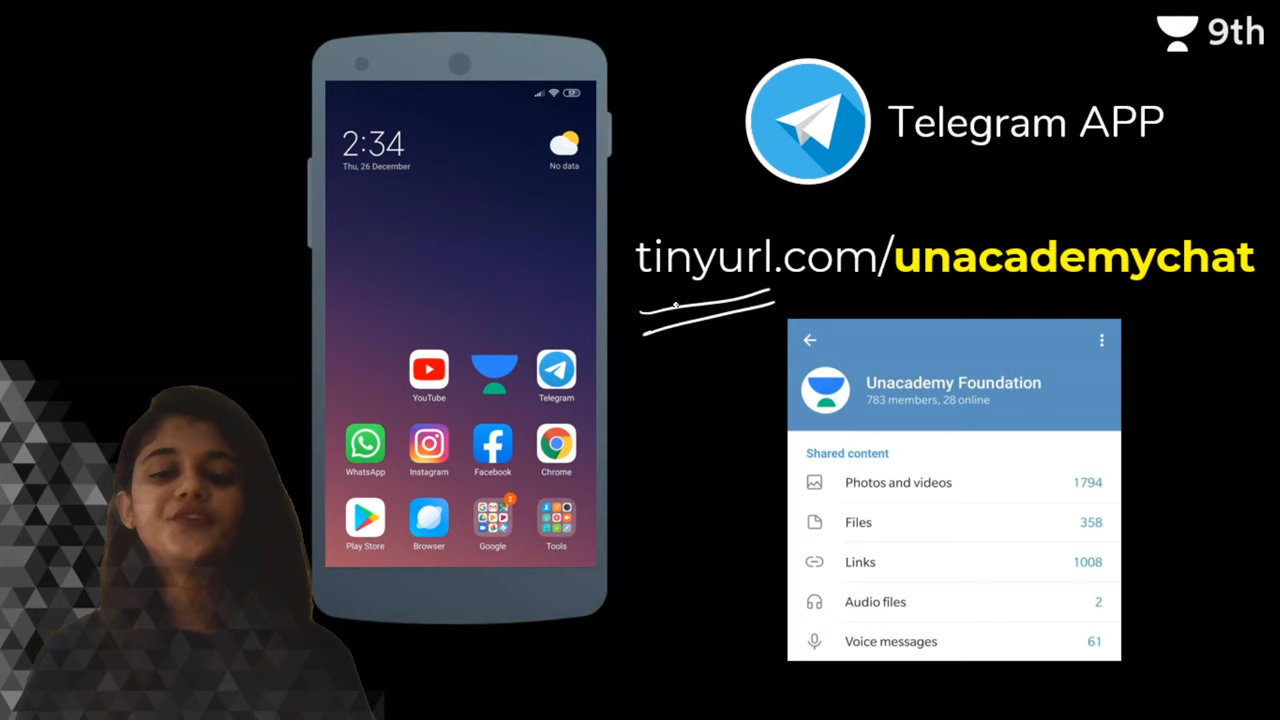 9th
Telegram APP
2:34
Thu, 26 December
No data
tinyurl.com/unacademychat
YouTube
Telegram
WhatsApp
Instagram
Facebook
Chrome
2
Play Store
Browser
Google
Tools
Unacademy Foundation
783 members, 28 online
Shared content
Photos and videos 1794
Files 358
Links 1008
Audio files 2
Voice messages 61